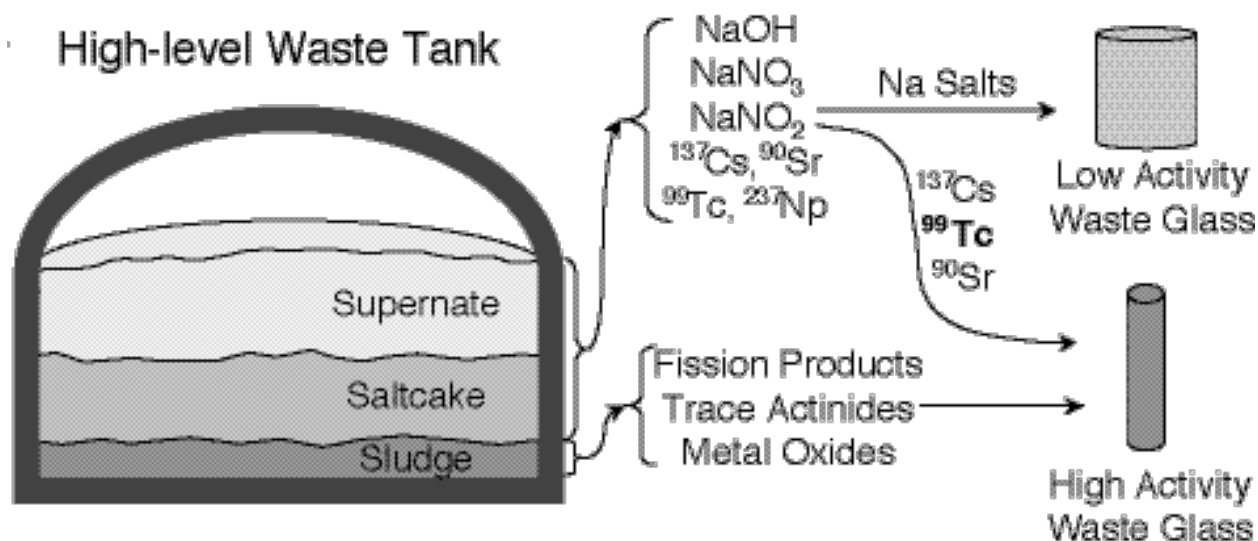 High-level Waste Tank
Supernate
Saltcake
Sludge
NaOH
NaNO₃
NaNO₂
¹³⁷Cs, ⁹⁰Sr
⁹⁹Tc, ²³⁷Np
Na Salts
¹³⁷Cs
⁹⁹Tc
⁹⁰Sr
Low Activity
Waste Glass
Fission Products
Trace Actinides
Metal Oxides
High Activity
Waste Glass